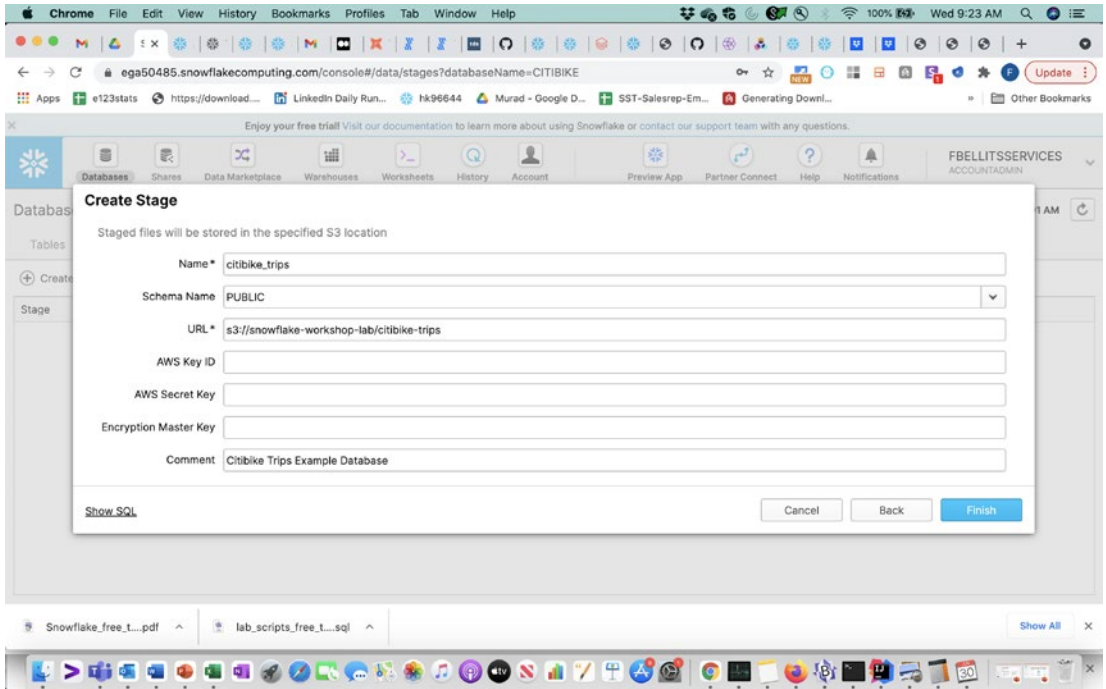 Chrome File Edit View History Bookmarks Profiles Tab Window Help 100% Wed 9:23 AM
ega50485.snowflakecomputing.com/console#/data/stages?databaseName=CITIBIKE NEW F Update
Apps e123stats https://download.... LinkedIn Daily Run... hk96644 Murad - Google D... SST-Salesrep-Em... Generating Downl... » Other Bookmarks
Enjoy your free trial! Visit our documentation to learn more about using Snowflake or contact our support team with any questions.
Databases Shares Data Marketplace Warehouses Worksheets History Account Preview App Partner Connect Help Notifications
FBELLITSSERVICES
ACCOUNTADMIN
Databas
1 AM
Tables
Create
Stage
Create Stage
Staged files will be stored in the specified S3 location
Name* citibike_trips
Schema Name PUBLIC
URL* s3://snowflake-workshop-lab/citibike-trips
AWS Key ID
AWS Secret Key
Encryption Master Key
Comment Citibike Trips Example Database
Show SQL Cancel Back Finish
Snowflake_free_t....pdf lab_scripts_free_t....sql Show All
tv 30